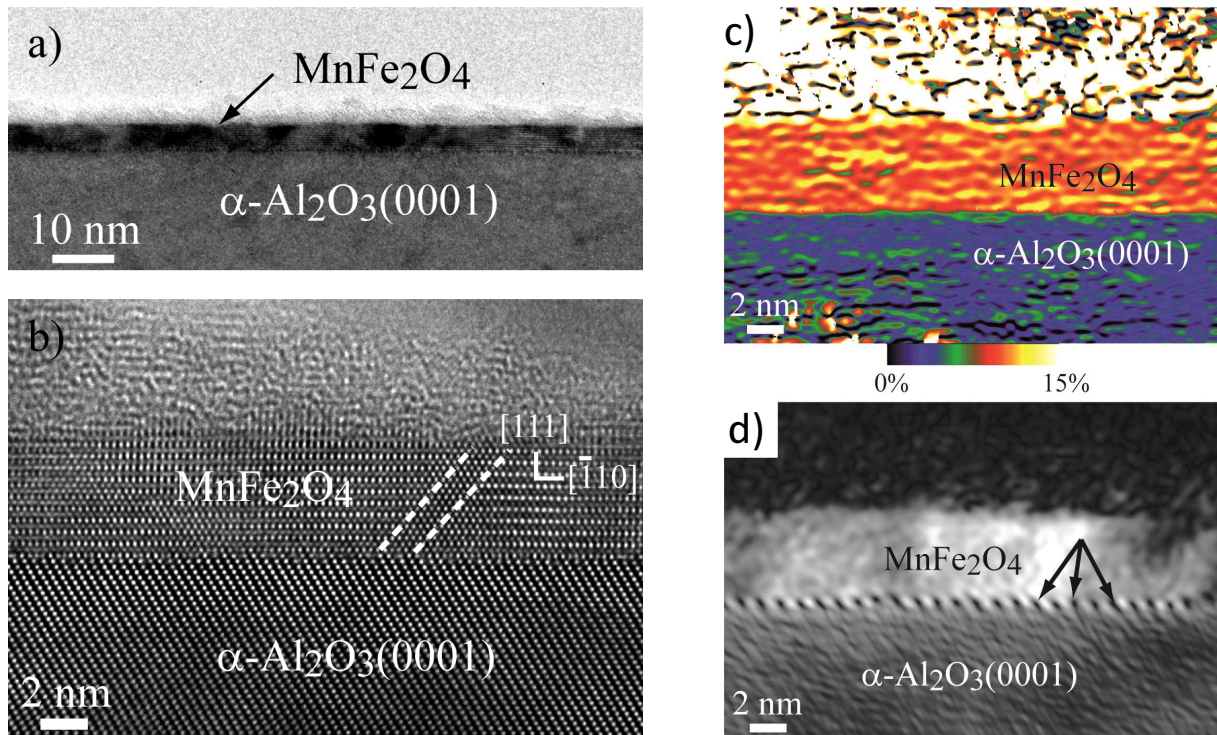 a)
MnFe₂O₄
α-Al₂O₃(0001)
10 nm
b)
[111]
[1̄10]
MnFe₂O₄
α-Al₂O₃(0001)
2 nm
c)
MnFe₂O₄
α-Al₂O₃(0001)
2 nm
0% 15%
d)
MnFe₂O₄
α-Al₂O₃(0001)
2 nm